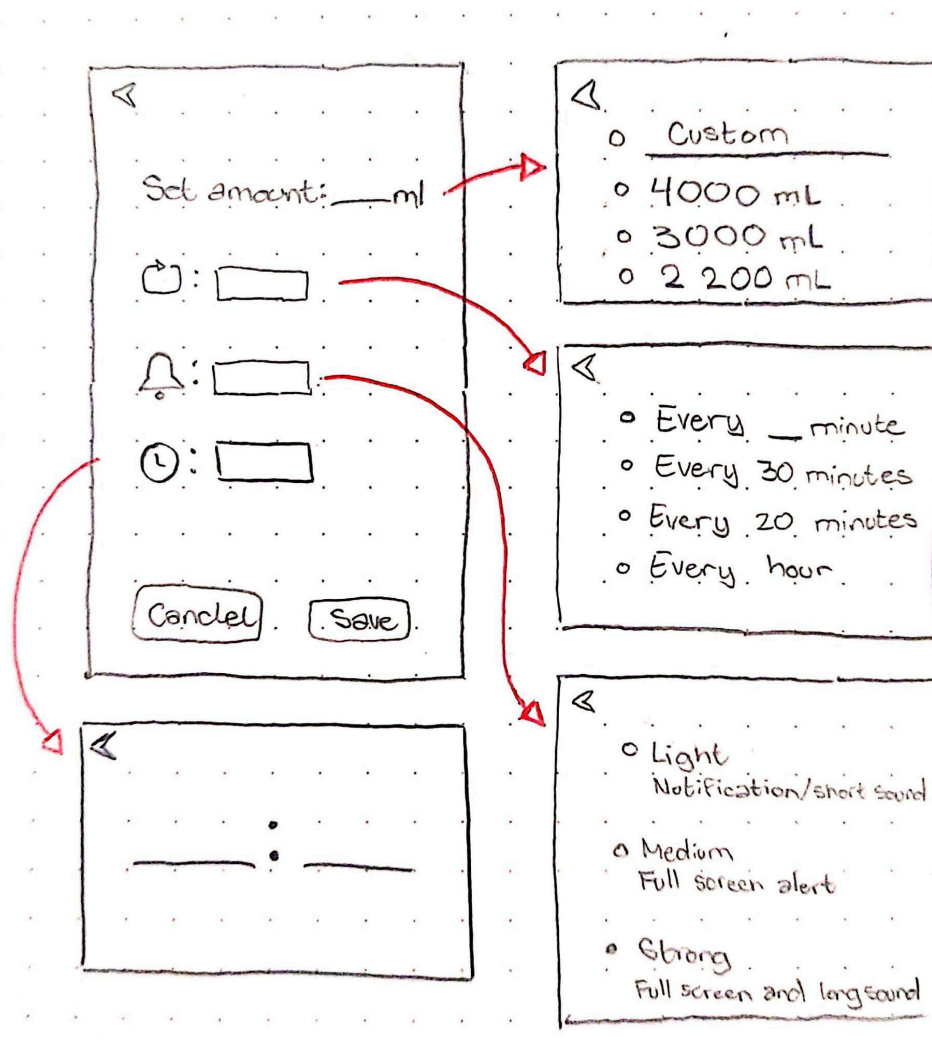 Set amount: ___ml
:
:
:
Cancel
Save
:
Custom
4000 mL
3000 mL
2 200 mL
Every __ minute
Every 30 minutes
Every 20 minutes
Every hour
Light
Notification/short sound
Medium
Full screen alert
Strong
Full screen and long sound